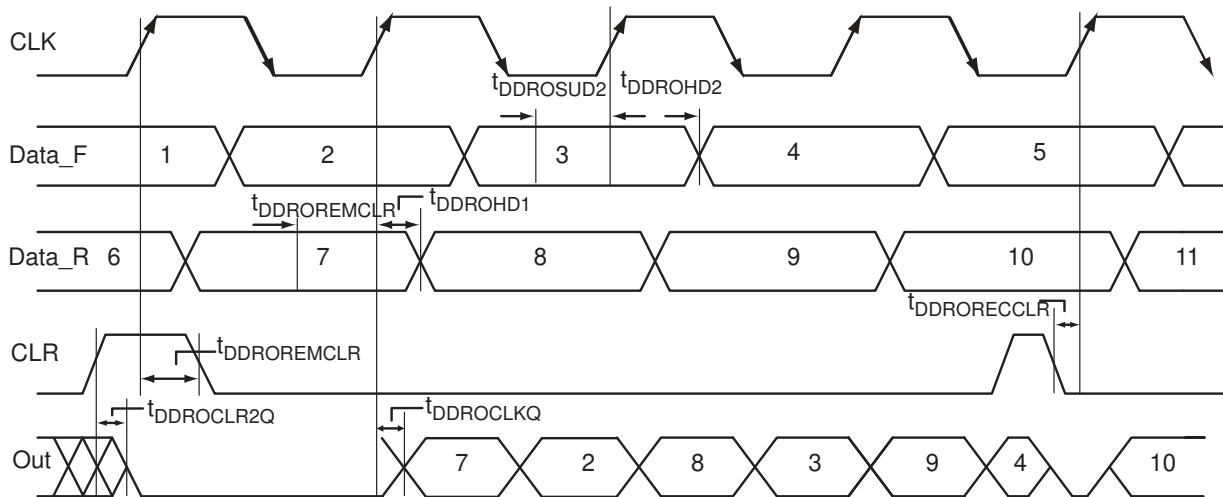 CLK
tDDROSUD2 tDDROHD2
Data_F 1 2 3 4 5
tDDROREMCLR tDDROHD1
Data_R 6 7 8 9 10 11
tDDRORECCLR
CLR
tDDROREMCLR
tDDROCLR2Q tDDROCLKQ
Out 7 2 8 3 9 4 10